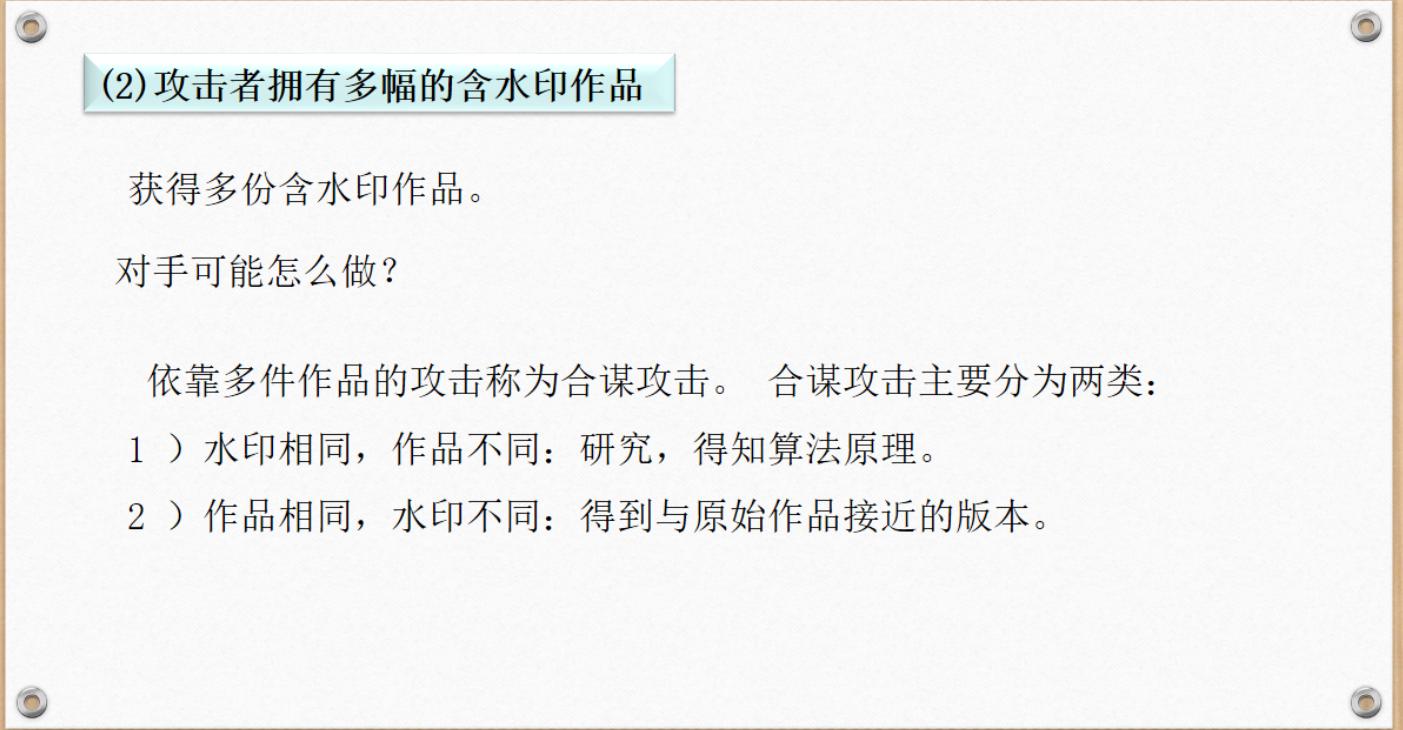 (2)攻击者拥有多幅的含水印作品
获得多份含水印作品。
对手可能怎么做？
依靠多件作品的攻击称为合谋攻击。 合谋攻击主要分为两类：
1 ）水印相同，作品不同：研究，得知算法原理。
2 ）作品相同，水印不同：得到与原始作品接近的版本。